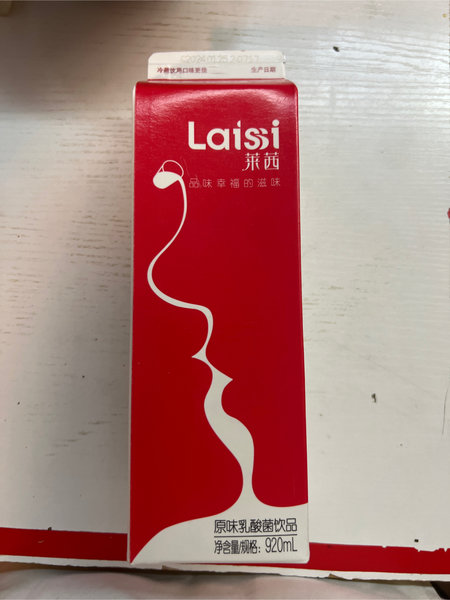 冷藏饮用口味更佳
生产日期
Laissi
莱茜
品味幸福的滋味
原味乳酸菌饮品
净含量/规格: 920mL